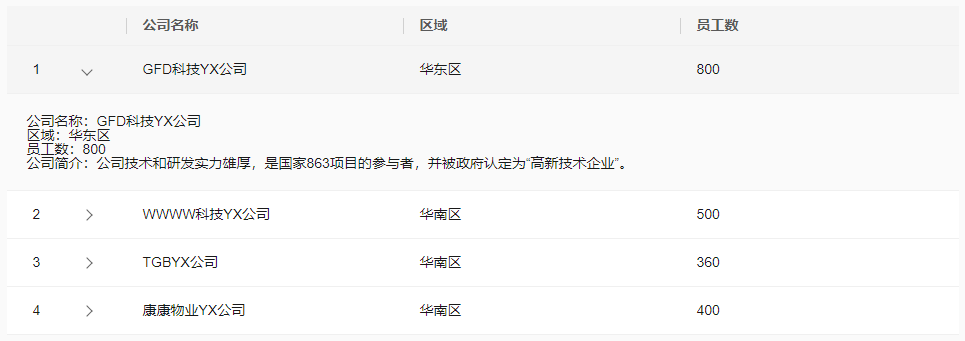 公司名称 区域 员工数
1 GFD科技YX公司 华东区 800
公司名称：GFD科技YX公司
区域：华东区
员工数：800
公司简介：公司技术和研发实力雄厚，是国家863项目的参与者，并被政府认定为“高新技术企业”。
2 WWWW科技YX公司 华南区 500
3 TGBYX公司 华南区 360
4 康康物业YX公司 华南区 400